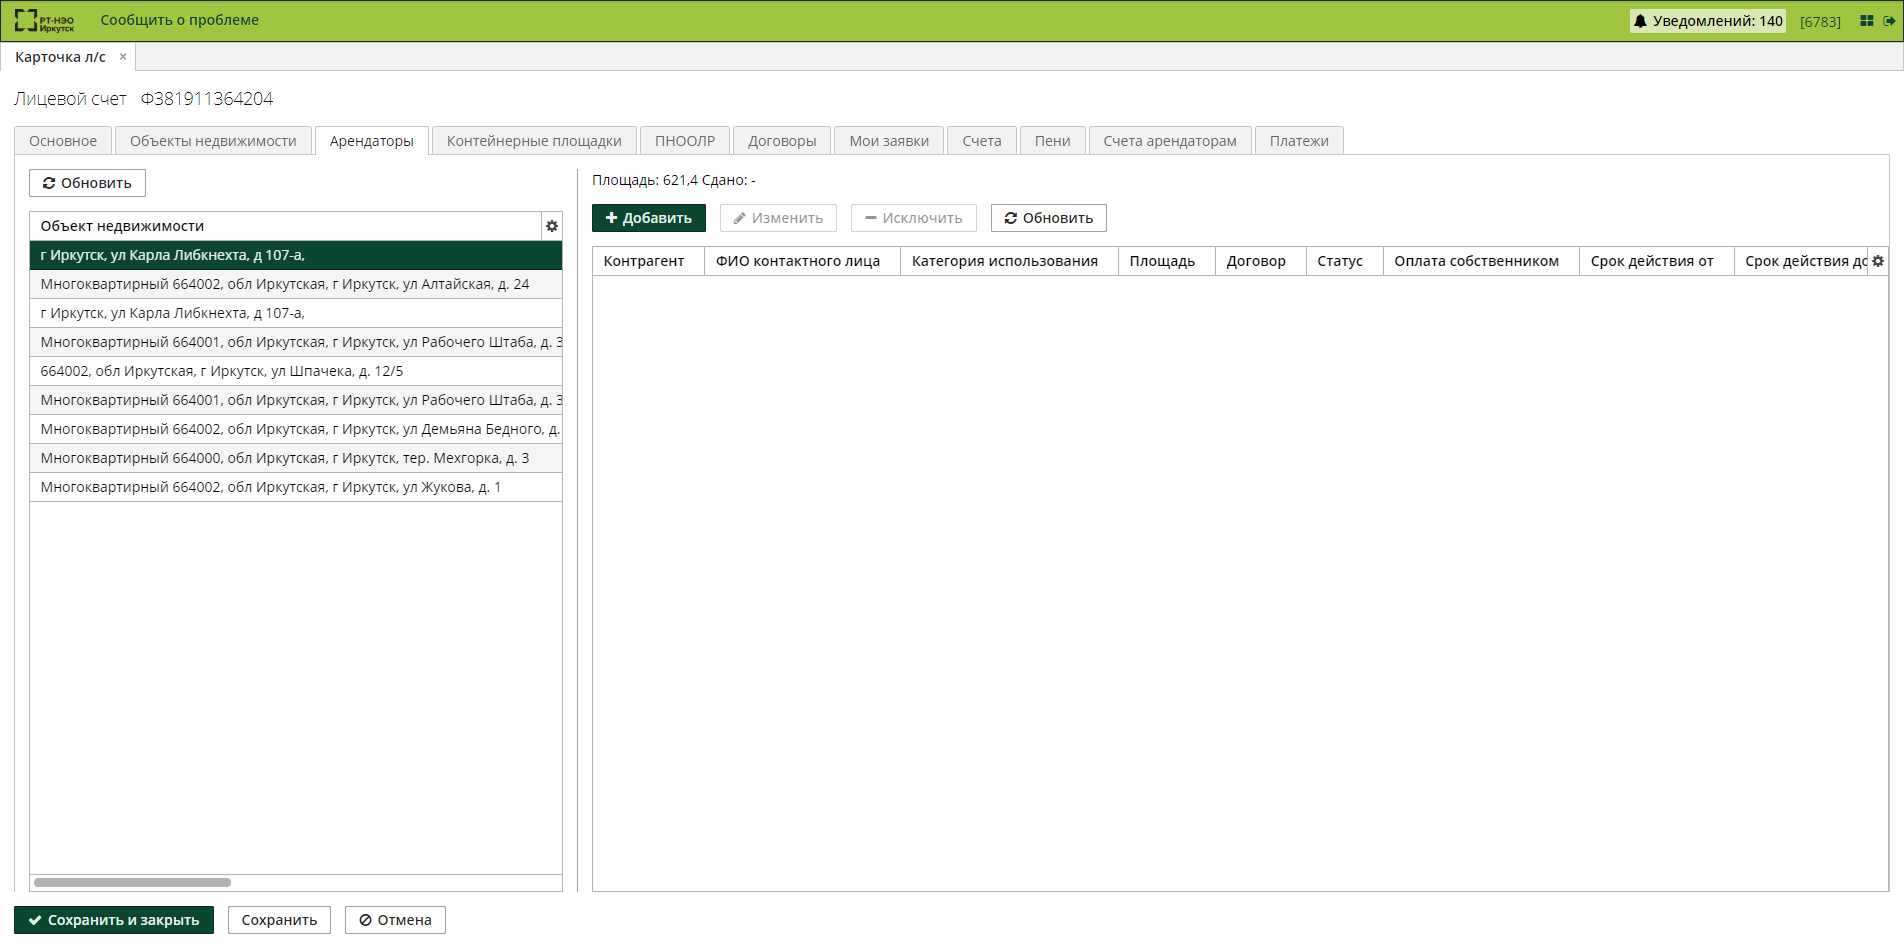 РТ-НЭО
Иркутск
Сообщить о проблеме
Уведомлений: 140
[6783]
Карточка л/с ×
Лицевой счет Ф381911364204
Основное
Объекты недвижимости
Арендаторы
Контейнерные площадки
ПНООЛР
Договоры
Мои заявки
Счета
Пени
Счета арендаторам
Платежи
Обновить
Объект недвижимости
г Иркутск, ул Карла Либкнехта, д 107-а,
Многоквартирный 664002, обл Иркутская, г Иркутск, ул Алтайская, д. 24
г Иркутск, ул Карла Либкнехта, д 107-а,
Многоквартирный 664001, обл Иркутская, г Иркутск, ул Рабочего Штаба, д. 3
664002, обл Иркутская, г Иркутск, ул Шпачека, д. 12/5
Многоквартирный 664001, обл Иркутская, г Иркутск, ул Рабочего Штаба, д. 3
Многоквартирный 664002, обл Иркутская, г Иркутск, ул Демьяна Бедного, д.
Многоквартирный 664000, обл Иркутская, г Иркутск, тер. Мехгорка, д. 3
Многоквартирный 664002, обл Иркутская, г Иркутск, ул Жукова, д. 1
Площадь: 621,4 Сдано: -
Добавить
Изменить
Исключить
Обновить
Контрагент
ФИО контактного лица
Категория использования
Площадь
Договор
Статус
Оплата собственником
Срок действия от
Срок действия до
Сохранить и закрыть
Сохранить
Отмена